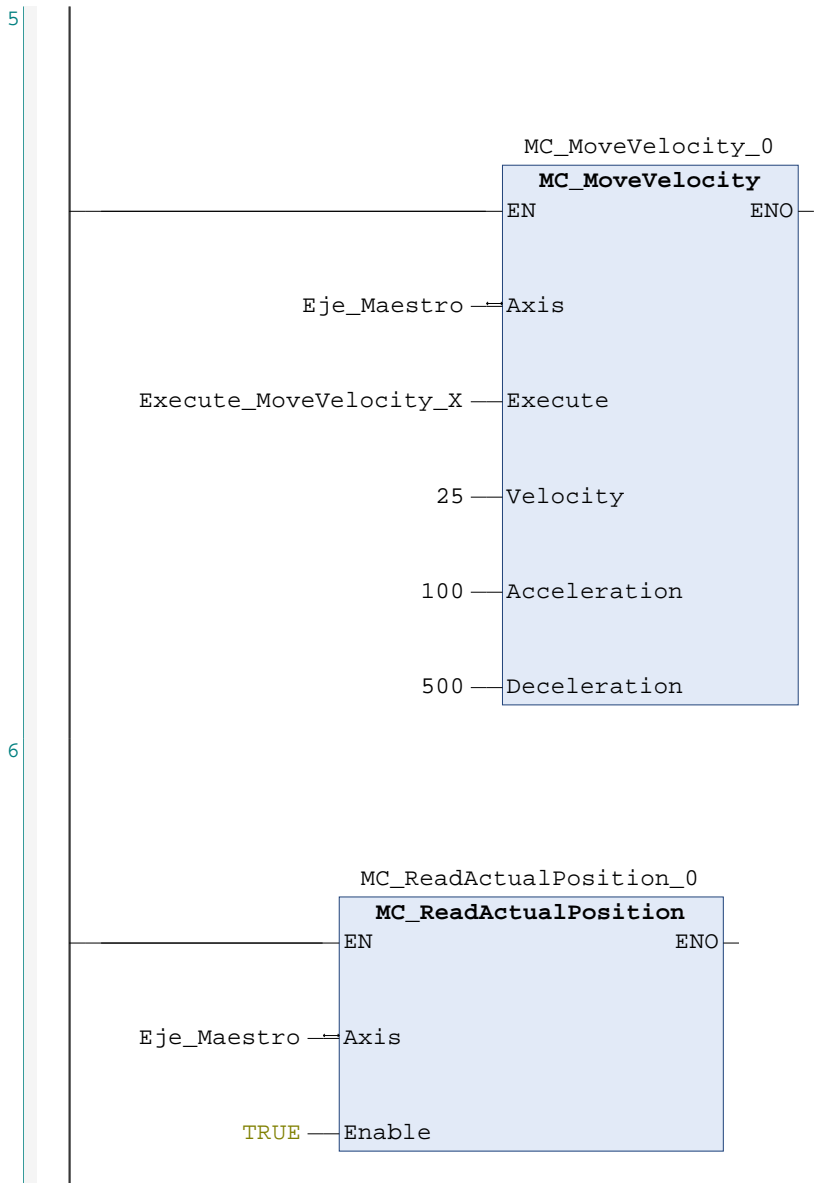 5
MC_MoveVelocity_0
MC_MoveVelocity
EN ENO
Eje_Maestro Axis
Execute_MoveVelocity_X Execute
25 Velocity
100 Acceleration
500 Deceleration
6
MC_ReadActualPosition_0
MC_ReadActualPosition
EN ENO
Eje_Maestro Axis
TRUE Enable